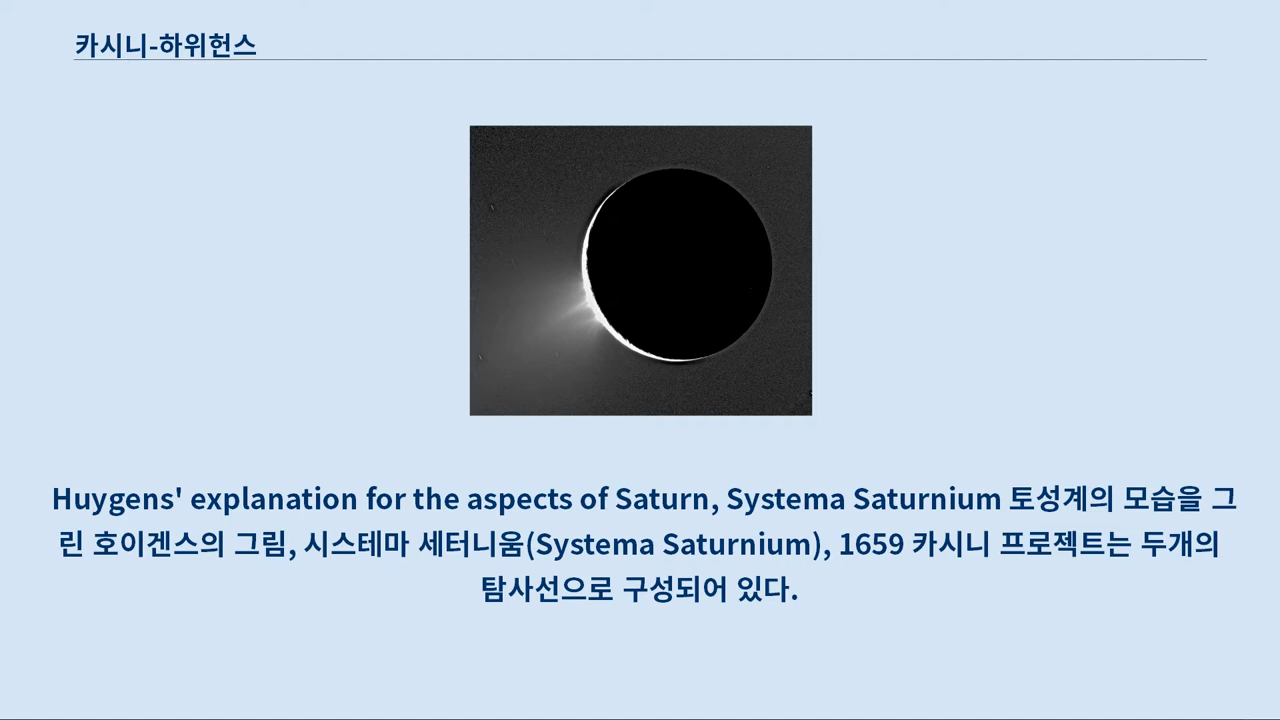 카시니-하위헌스
Huygens' explanation for the aspects of Saturn, Systema Saturnium 토성계의 모습을 그
린 호이겐스의 그림, 시스테마 세터니움(Systema Saturnium), 1659 카시니 프로젝트는 두개의
탐사선으로 구성되어 있다.